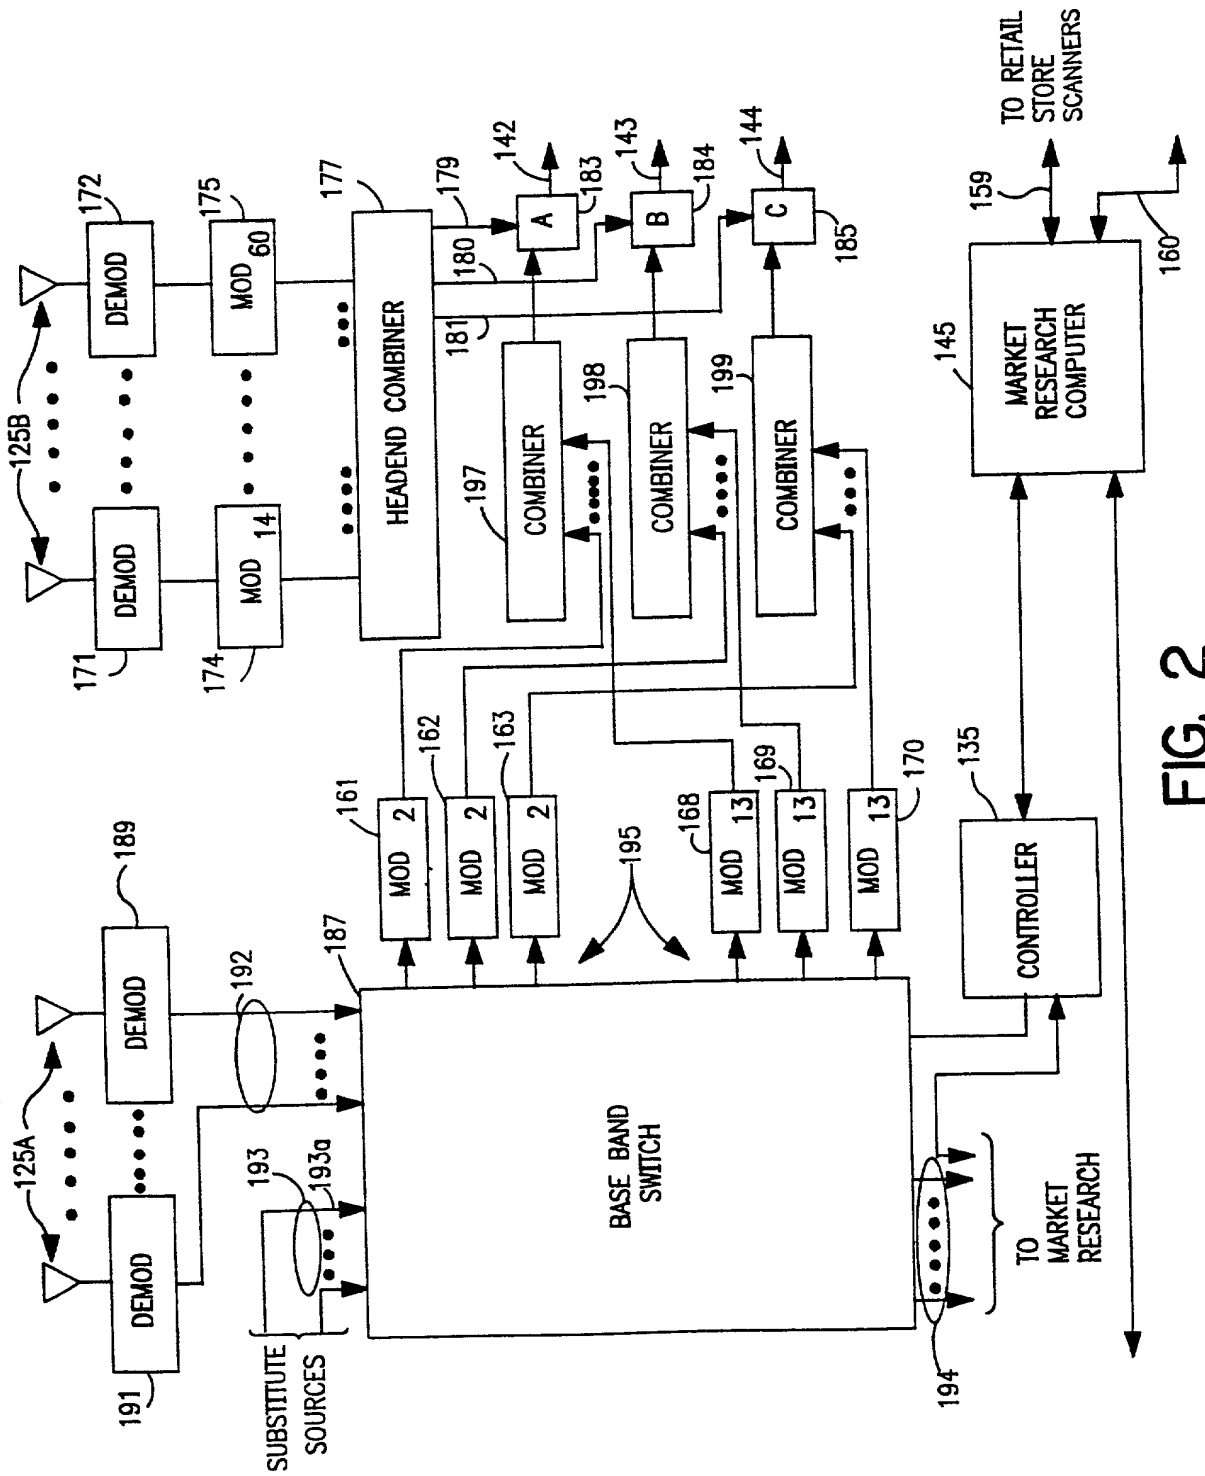 125A
125B
191
DEMOD
DEMOD
189
171
DEMOD
DEMOD
172
SUBSTITUTE
SOURCES
193
193a
192
187
174
MOD
14
MOD
60
175
HEADEND COMBINER
177
161
MOD 2
162
MOD 2
163
MOD 2
181
180
179
197
COMBINER
A
142
183
195
BASE BAND
SWITCH
198
COMBINER
B
143
184
168
MOD 13
169
MOD 13
170
MOD 13
199
COMBINER
C
144
185
194
TO MARKET
RESEARCH
CONTROLLER
135
145
MARKET
RESEARCH
COMPUTER
159
160
TO RETAIL
STORE
SCANNERS
FIG. 2